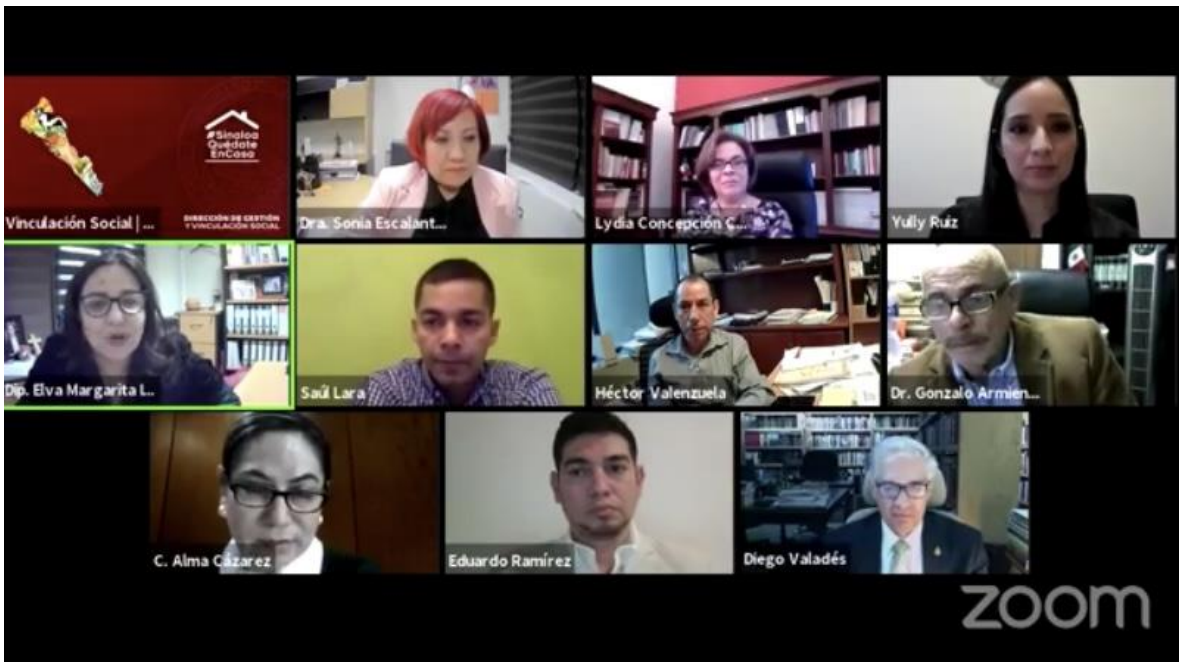 #Sinaloa
Quédate
EnCasa
DIRECCIÓN DE GESTIÓN
Y VINCULACIÓN SOCIAL
Vinculación Social | ...
Dra. Sonia Escalant...
Lydia Concepción C...
Yully Ruiz
Dip. Elva Margarita L...
Saúl Lara
Héctor Valenzuela
Dr. Gonzalo Armien...
C. Alma Cázarez
Eduardo Ramírez
Diego Valadés
zoom